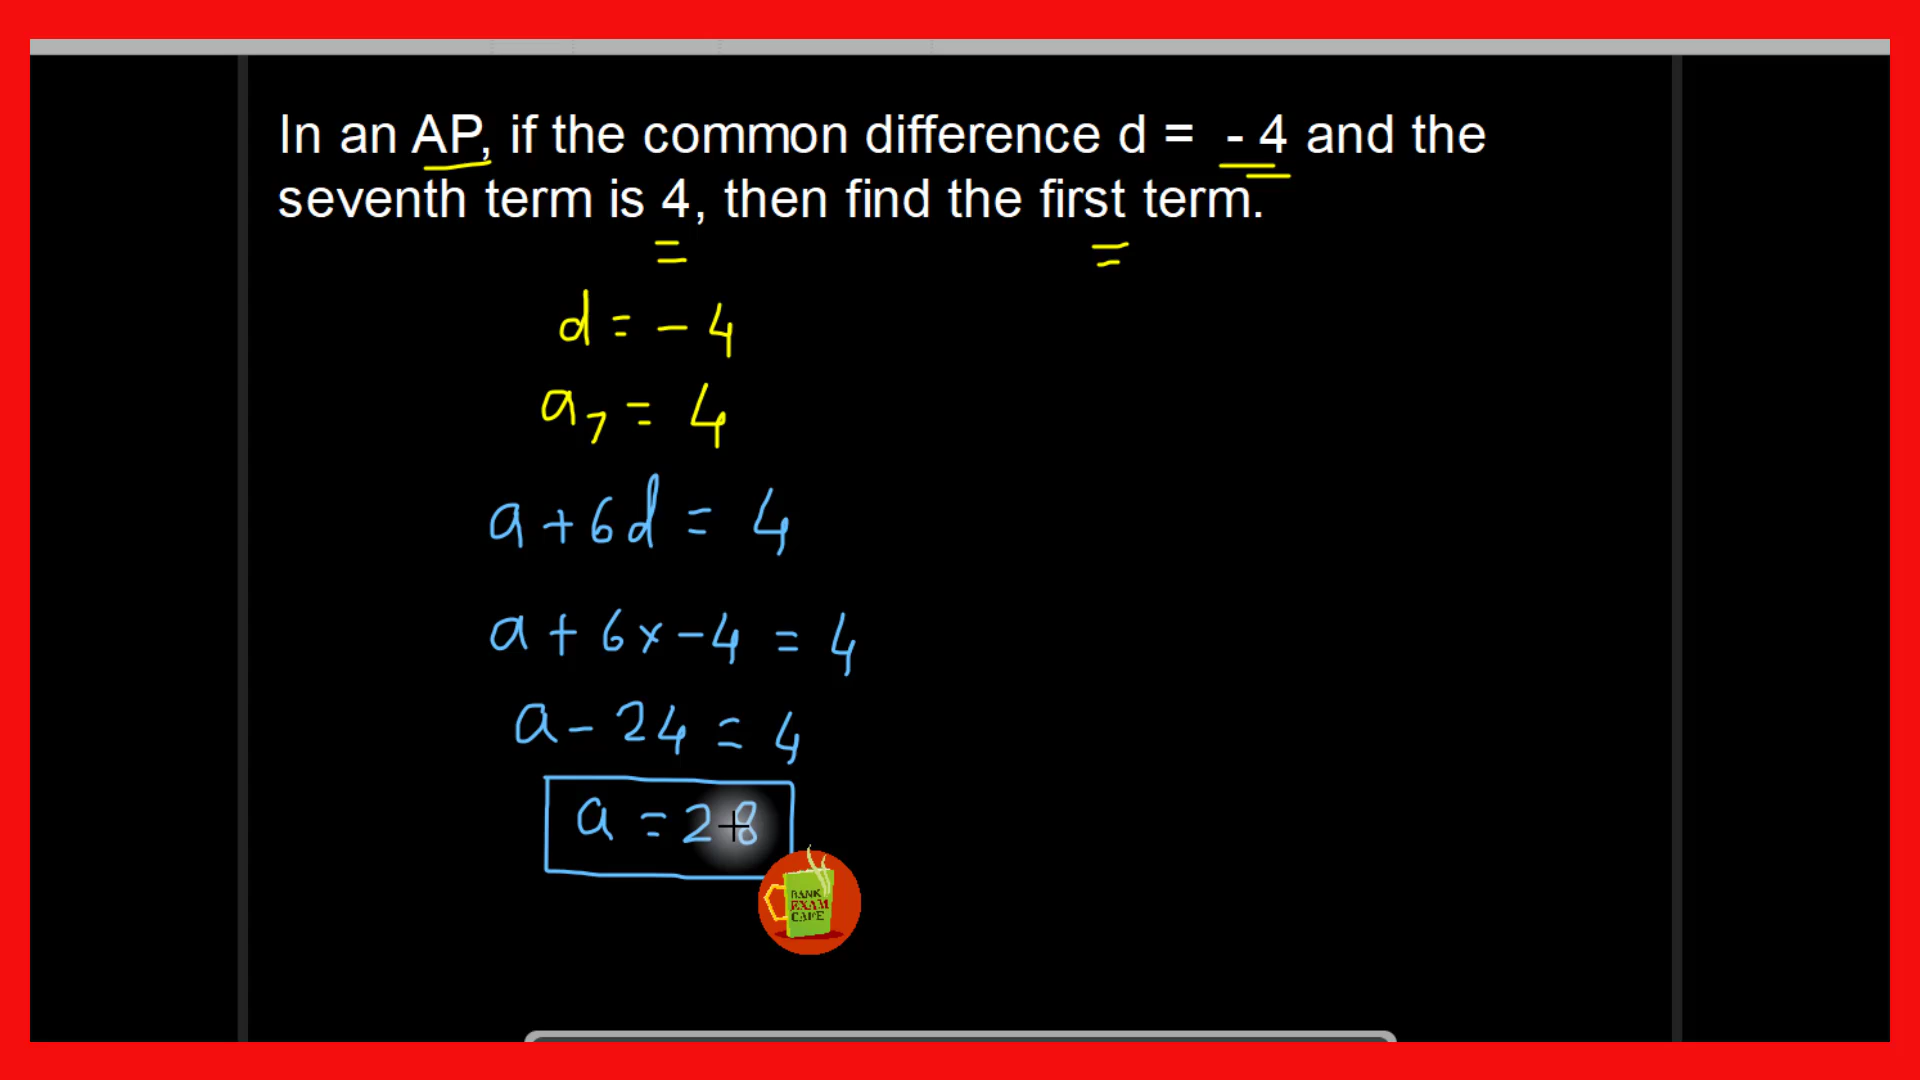 In an AP, if the common difference d = - 4 and the
seventh term is 4, then find the first term.
d = - 4
a₇ = 4
a + 6d = 4
a + 6x - 4 = 4
a - 24 = 4
a = 28
BANK
EXAM
CAFE